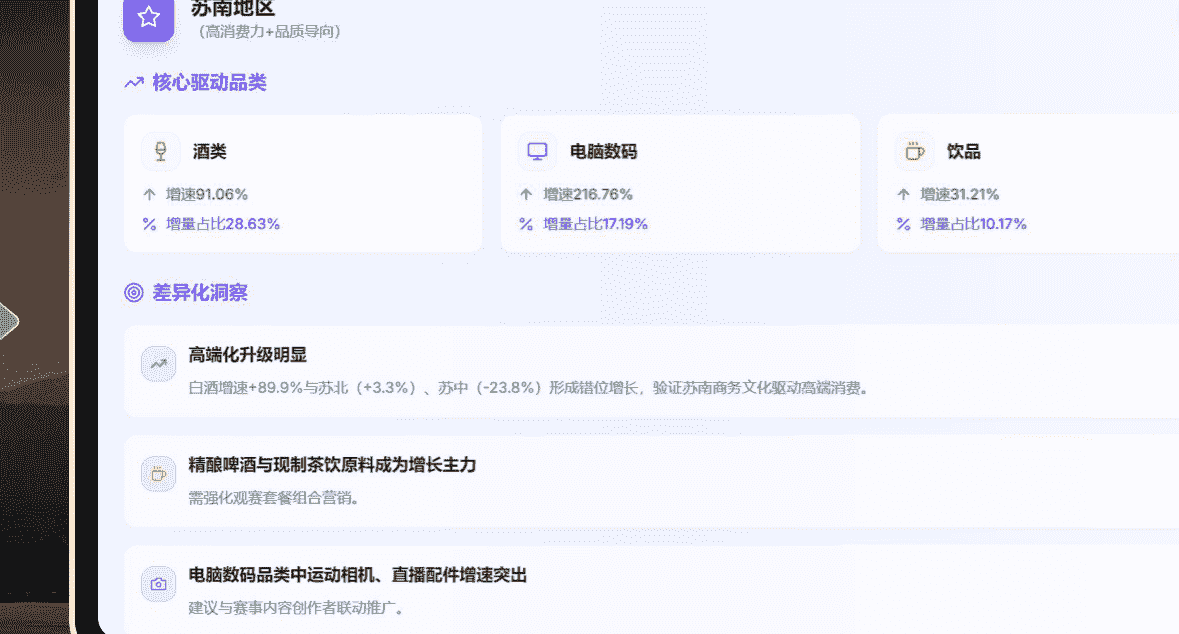 苏南地区
（高消费力+品质导向）
核心驱动品类
酒类
增速91.06%
% 增量占比28.63%
电脑数码
增速216.76%
% 增量占比17.19%
饮品
增速31.21%
% 增量占比10.17%
差异化洞察
高端化升级明显
白酒增速+89.9%与苏北（+3.3%）、苏中（-23.8%）形成错位增长，验证苏南商务文化驱动高端消费。
精酿啤酒与现制茶饮原料成为增长主力
需强化观赛套餐组合营销。
电脑数码品类中运动相机、直播配件增速突出
建议与赛事内容创作者联动推广。